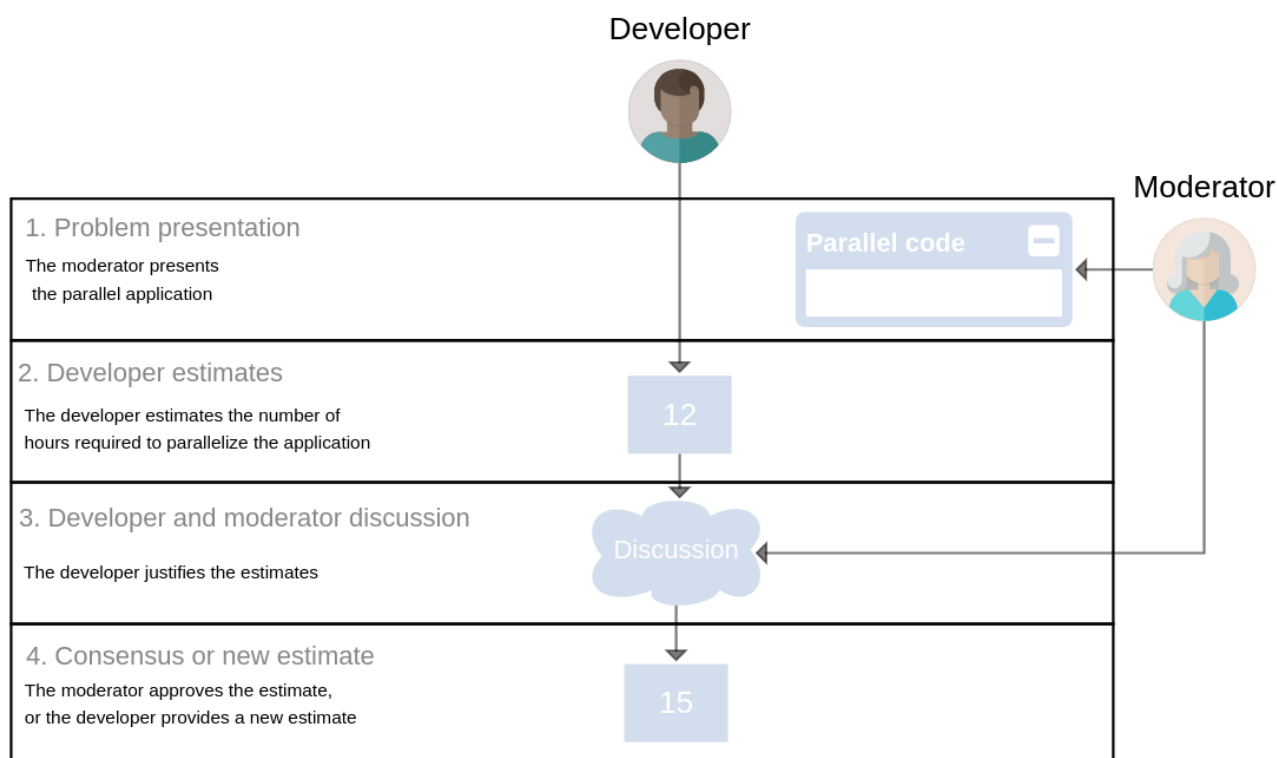 Developer
Moderator
1. Problem presentation
The moderator presents
the parallel application
Parallel code
2. Developer estimates
The developer estimates the number of
hours required to parallelize the application
12
3. Developer and moderator discussion
The developer justifies the estimates
Discussion
4. Consensus or new estimate
The moderator approves the estimate,
or the developer provides a new estimate
15